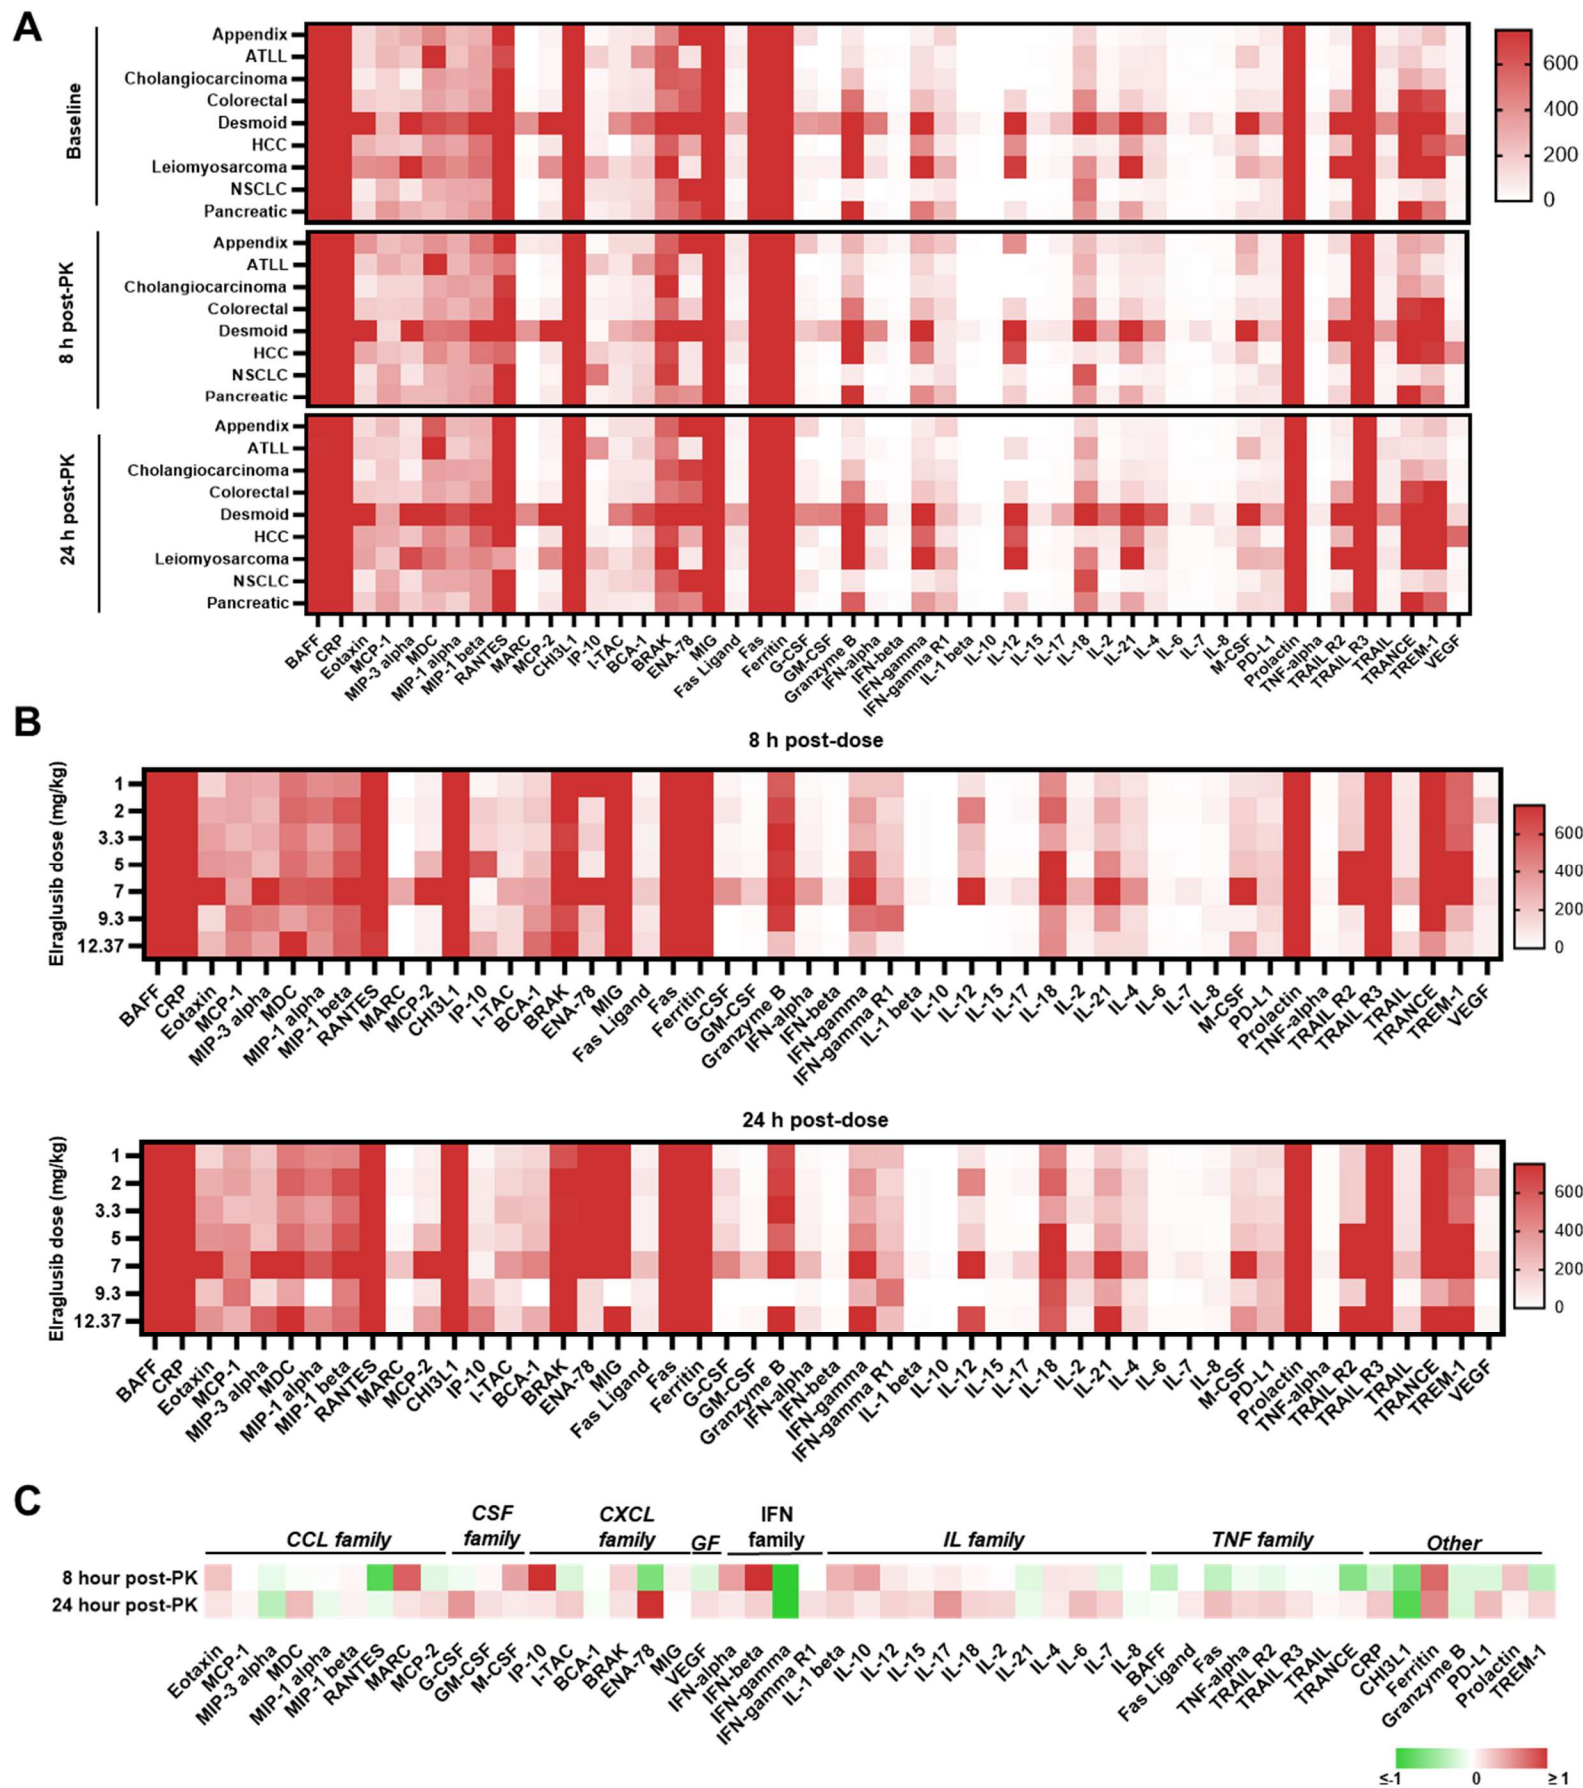 A
Baseline
Appendix
ATLL
Cholangiocarcinoma
Colorectal
Desmoid
HCC
Leiomyosarcoma
NSCLC
Pancreatic
600
400
200
0
8 h post-PK
Appendix
ATLL
Cholangiocarcinoma
Colorectal
Desmoid
HCC
NSCLC
Pancreatic
24 h post-PK
Appendix
ATLL
Cholangiocarcinoma
Colorectal
Desmoid
HCC
Leiomyosarcoma
NSCLC
Pancreatic
BAFF CRP Eotaxin MCP-1 MIP-3 alpha MDC MIP-1 alpha MIP-1 beta RANTES MARC MCP-2 CHI3L1 IP-10 I-TAC BCA-1 BRAK ENA-78 MIG Fas Ligand Fas Ferritin G-CSF GM-CSF Granzyme B IFN-alpha IFN-beta IFN-gamma IFN-gamma R1 IL-1 beta IL-10 IL-12 IL-15 IL-17 IL-18 IL-2 IL-21 IL-4 IL-6 IL-7 IL-8 M-CSF PD-L1 Prolactin TNF-alpha TRAIL R2 TRAIL R3 TRAIL TRANCE TREM-1 VEGF
B
8 h post-dose
Elraglusib dose (mg/kg)
1
2
3.3
5
7
9.3
12.37
600
400
200
0
BAFF CRP Eotaxin MCP-1 MIP-3 alpha MDC MIP-1 alpha MIP-1 beta RANTES MARC MCP-2 CHI3L1 IP-10 I-TAC BCA-1 BRAK ENA-78 MIG Fas Ligand Fas Ferritin G-CSF GM-CSF Granzyme B IFN-alpha IFN-beta IFN-gamma IFN-gamma R1 IL-1 beta IL-10 IL-12 IL-15 IL-17 IL-18 IL-2 IL-21 IL-4 IL-6 IL-7 IL-8 M-CSF PD-L1 Prolactin TNF-alpha TRAIL R2 TRAIL R3 TRAIL TRANCE TREM-1 VEGF
24 h post-dose
Elraglusib dose (mg/kg)
1
2
3.3
5
7
9.3
12.37
600
400
200
0
BAFF CRP Eotaxin MCP-1 MIP-3 alpha MDC MIP-1 alpha MIP-1 beta RANTES MARC MCP-2 CHI3L1 IP-10 I-TAC BCA-1 BRAK ENA-78 MIG Fas Ligand Fas Ferritin G-CSF GM-CSF Granzyme B IFN-alpha IFN-beta IFN-gamma IFN-gamma R1 IL-1 beta IL-10 IL-12 IL-15 IL-17 IL-18 IL-2 IL-21 IL-4 IL-6 IL-7 IL-8 M-CSF PD-L1 Prolactin TNF-alpha TRAIL R2 TRAIL R3 TRAIL TRANCE TREM-1 VEGF
C
CCL family
CSF
family
CXCL
family
GF
IFN
family
IL family
TNF family
Other
8 hour post-PK
24 hour post-PK
Eotaxin MCP-1 MIP-3 alpha MDC MIP-1 alpha MIP-1 beta RANTES MARC MCP-2 G-CSF GM-CSF M-CSF IP-10 I-TAC BCA-1 BRAK ENA-78 MIG VEGF IFN-alpha IFN-beta IFN-gamma IFN-gamma R1 IL-1 beta IL-10 IL-12 IL-15 IL-17 IL-18 IL-2 IL-21 IL-4 IL-6 IL-7 IL-8 BAFF Fas Ligand Fas TNF-alpha TRAIL R2 TRAIL R3 TRAIL TRANCE CRP CHI3L1 Ferritin Granzyme B PD-L1 Prolactin TREM-1
≤-1 0 ≥ 1